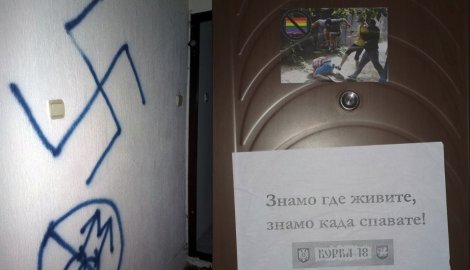 Знамо где живите,
знамо када спавате!
БОРБА 18